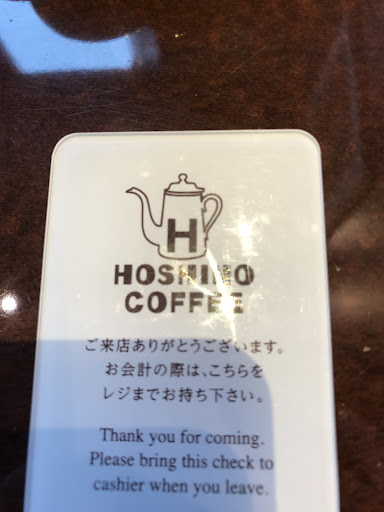 H
HOSHINO
COFFEE
ご来店ありがとうございます。
お会計の際は、こちらを
レジまでお持ち下さい。
Thank you for coming.
Please bring this check to
cashier when you leave.